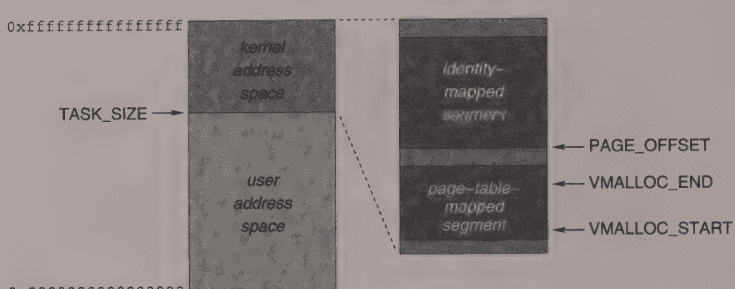 0xffffffffffffffff
kernel
address
space
TASK_SIZE
user
address
space
identity–
mapped
segment
PAGE_OFFSET
VMALLOC_END
page–table–
mapped
segment
VMALLOC_START